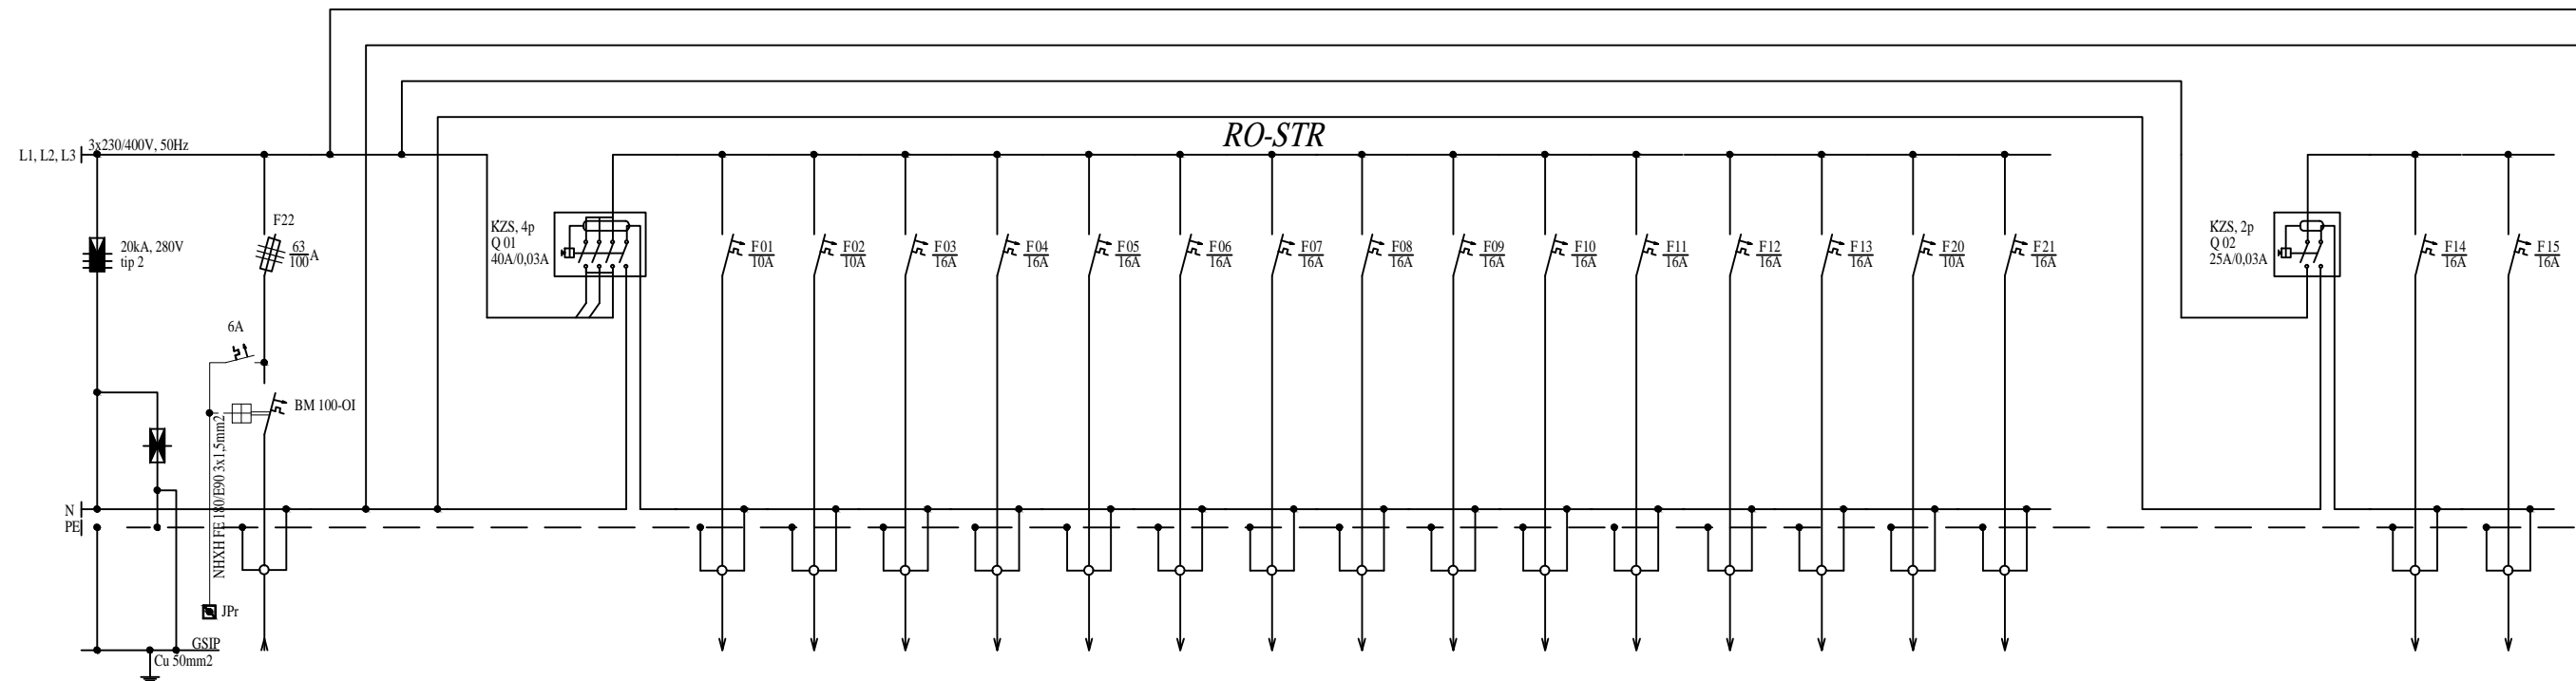 RO-STR
3x230/400V, 50Hz
L1, L2, L3
F22
63
100 A
20kA, 280V
tip 2
6A
BM 100-OI
NHXH FE 180/E90 3x1,5mm2
N
PE
JPr
GSIP
Cu 50mm2
KZS, 4p
Q 01
40A/0,03A
F01
10A
F02
10A
F03
16A
F04
16A
F05
16A
F06
16A
F07
16A
F08
16A
F09
16A
F10
16A
F11
16A
F12
16A
F13
16A
F20
10A
F21
16A
KZS, 2p
Q 02
25A/0,03A
F14
16A
F15
16A